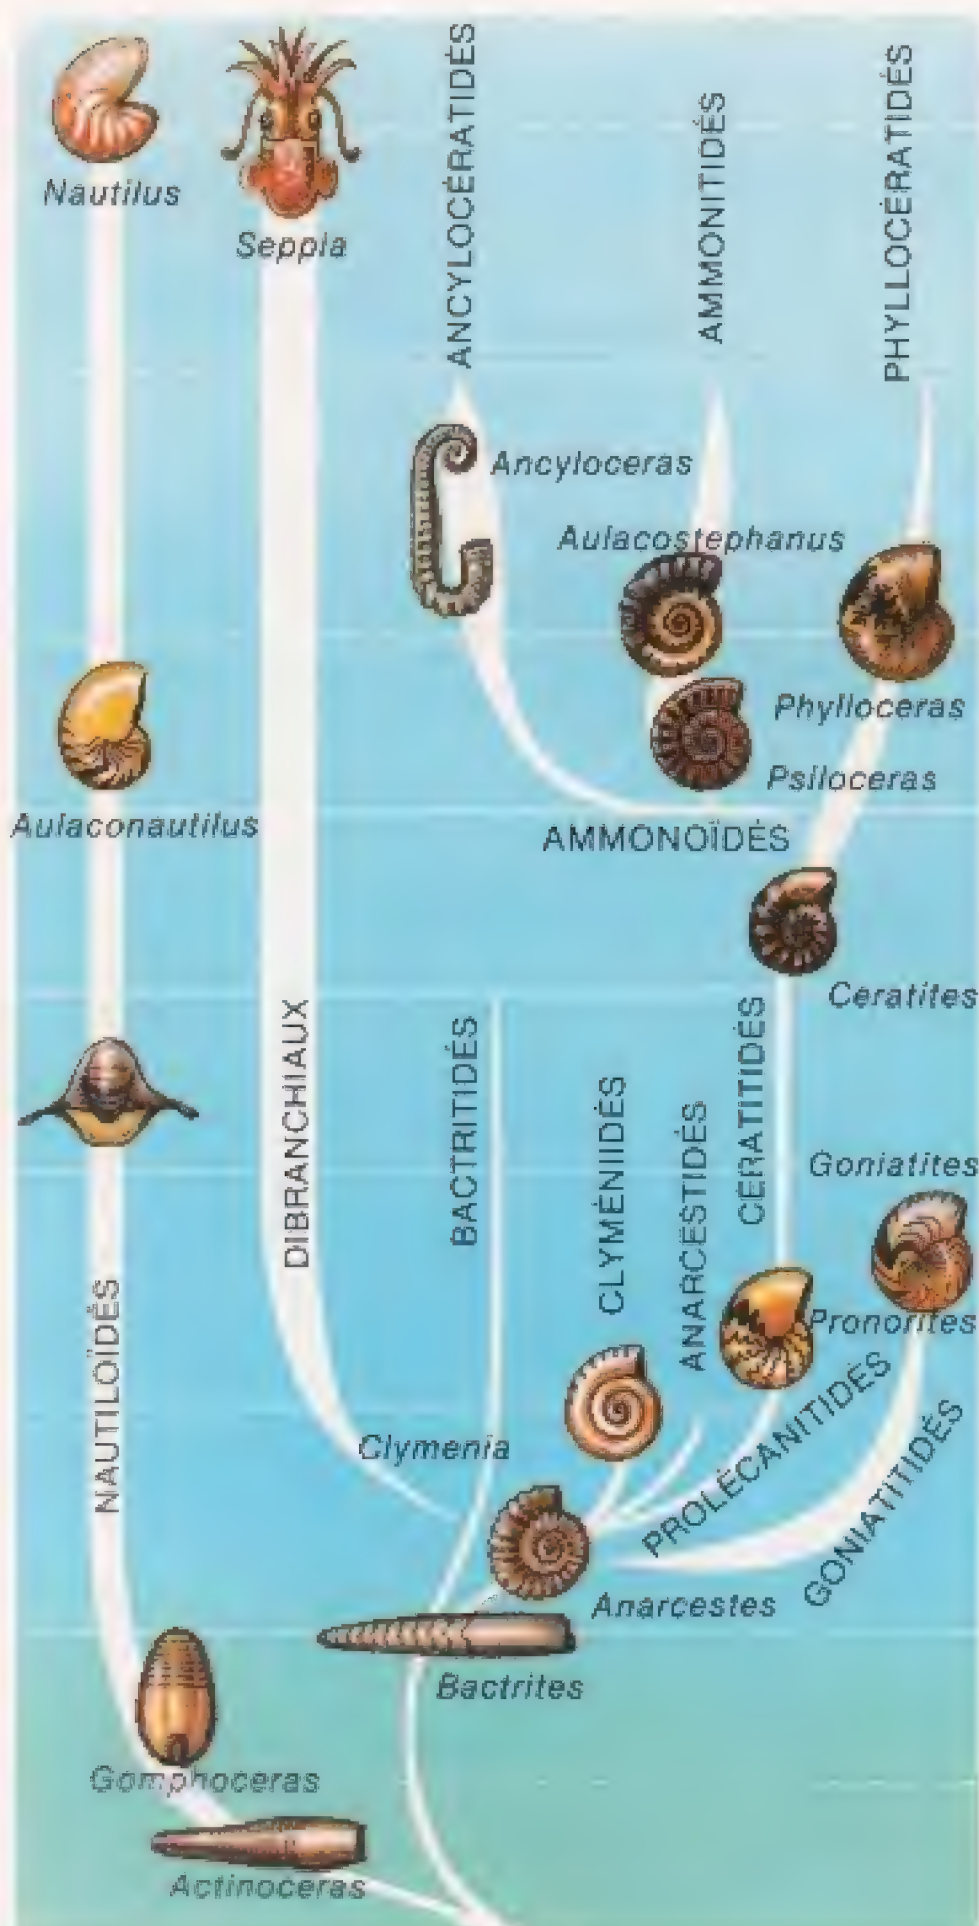 Nautilus
Seppia
ANCYLOCÉRATIDÉS
AMMONITIDÉS
PHYLLOCÉRATIDÉS
Ancyloceras
Aulacostephanus
Phylloceras
Psiloceras
Aulaconautilus
AMMONOÏDÉS
Ceratites
DIBRANCHIAUX
BACTRITIDÉS
CLYMÉNIIDÉS
ANARCESTIDÉS
CÉRATITIDÉS
Goniatites
Pronorites
NAUTILOÏDÉS
Clymenia
PROLÉCANITIDÉS
GONIATITIDÉS
Anarcestes
Bactrites
Gomphoceras
Actinoceras